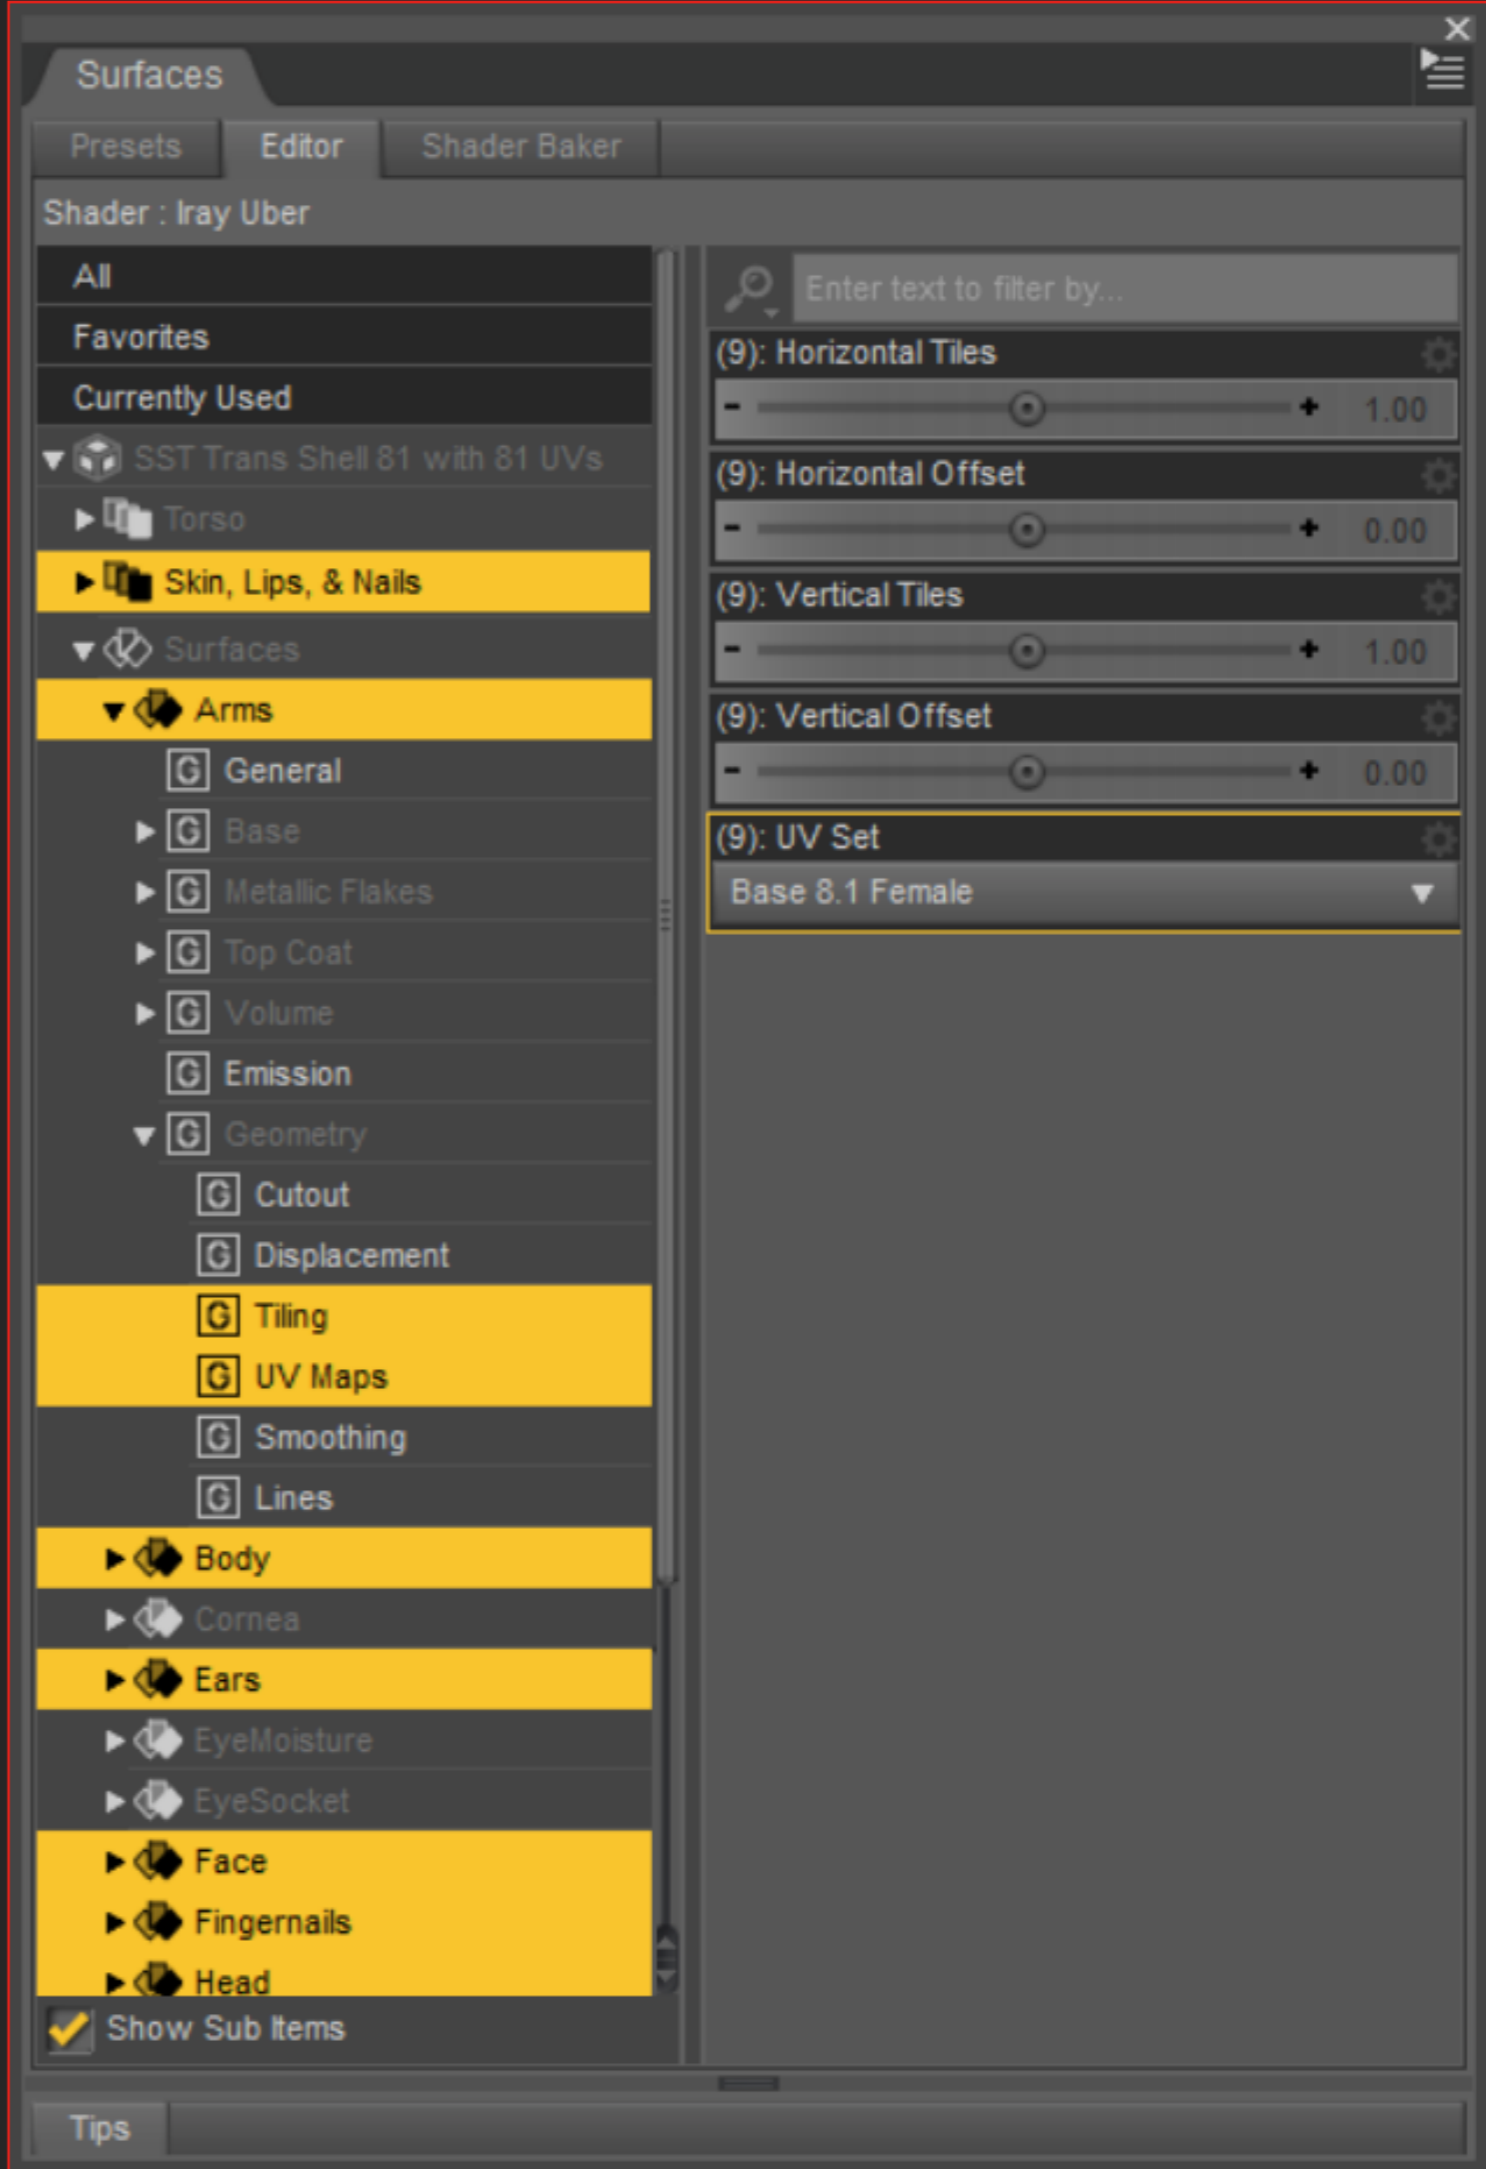 Surfaces
Presets
Editor
Shader Baker
Shader : Iray Uber
All
Favorites
Currently Used
SST Trans Shell 81 with 81 UVs
Torso
Skin, Lips, & Nails
Surfaces
Arms
G General
G Base
G Metallic Flakes
G Top Coat
G Volume
G Emission
G Geometry
G Cutout
G Displacement
G Tiling
G UV Maps
G Smoothing
G Lines
Body
Cornea
Ears
EyeMoisture
EyeSocket
Face
Fingernails
Head
Show Sub Items
Enter text to filter by...
(9): Horizontal Tiles
- + 1.00
(9): Horizontal Offset
- + 0.00
(9): Vertical Tiles
- + 1.00
(9): Vertical Offset
- + 0.00
(9): UV Set
Base 8.1 Female
Tips